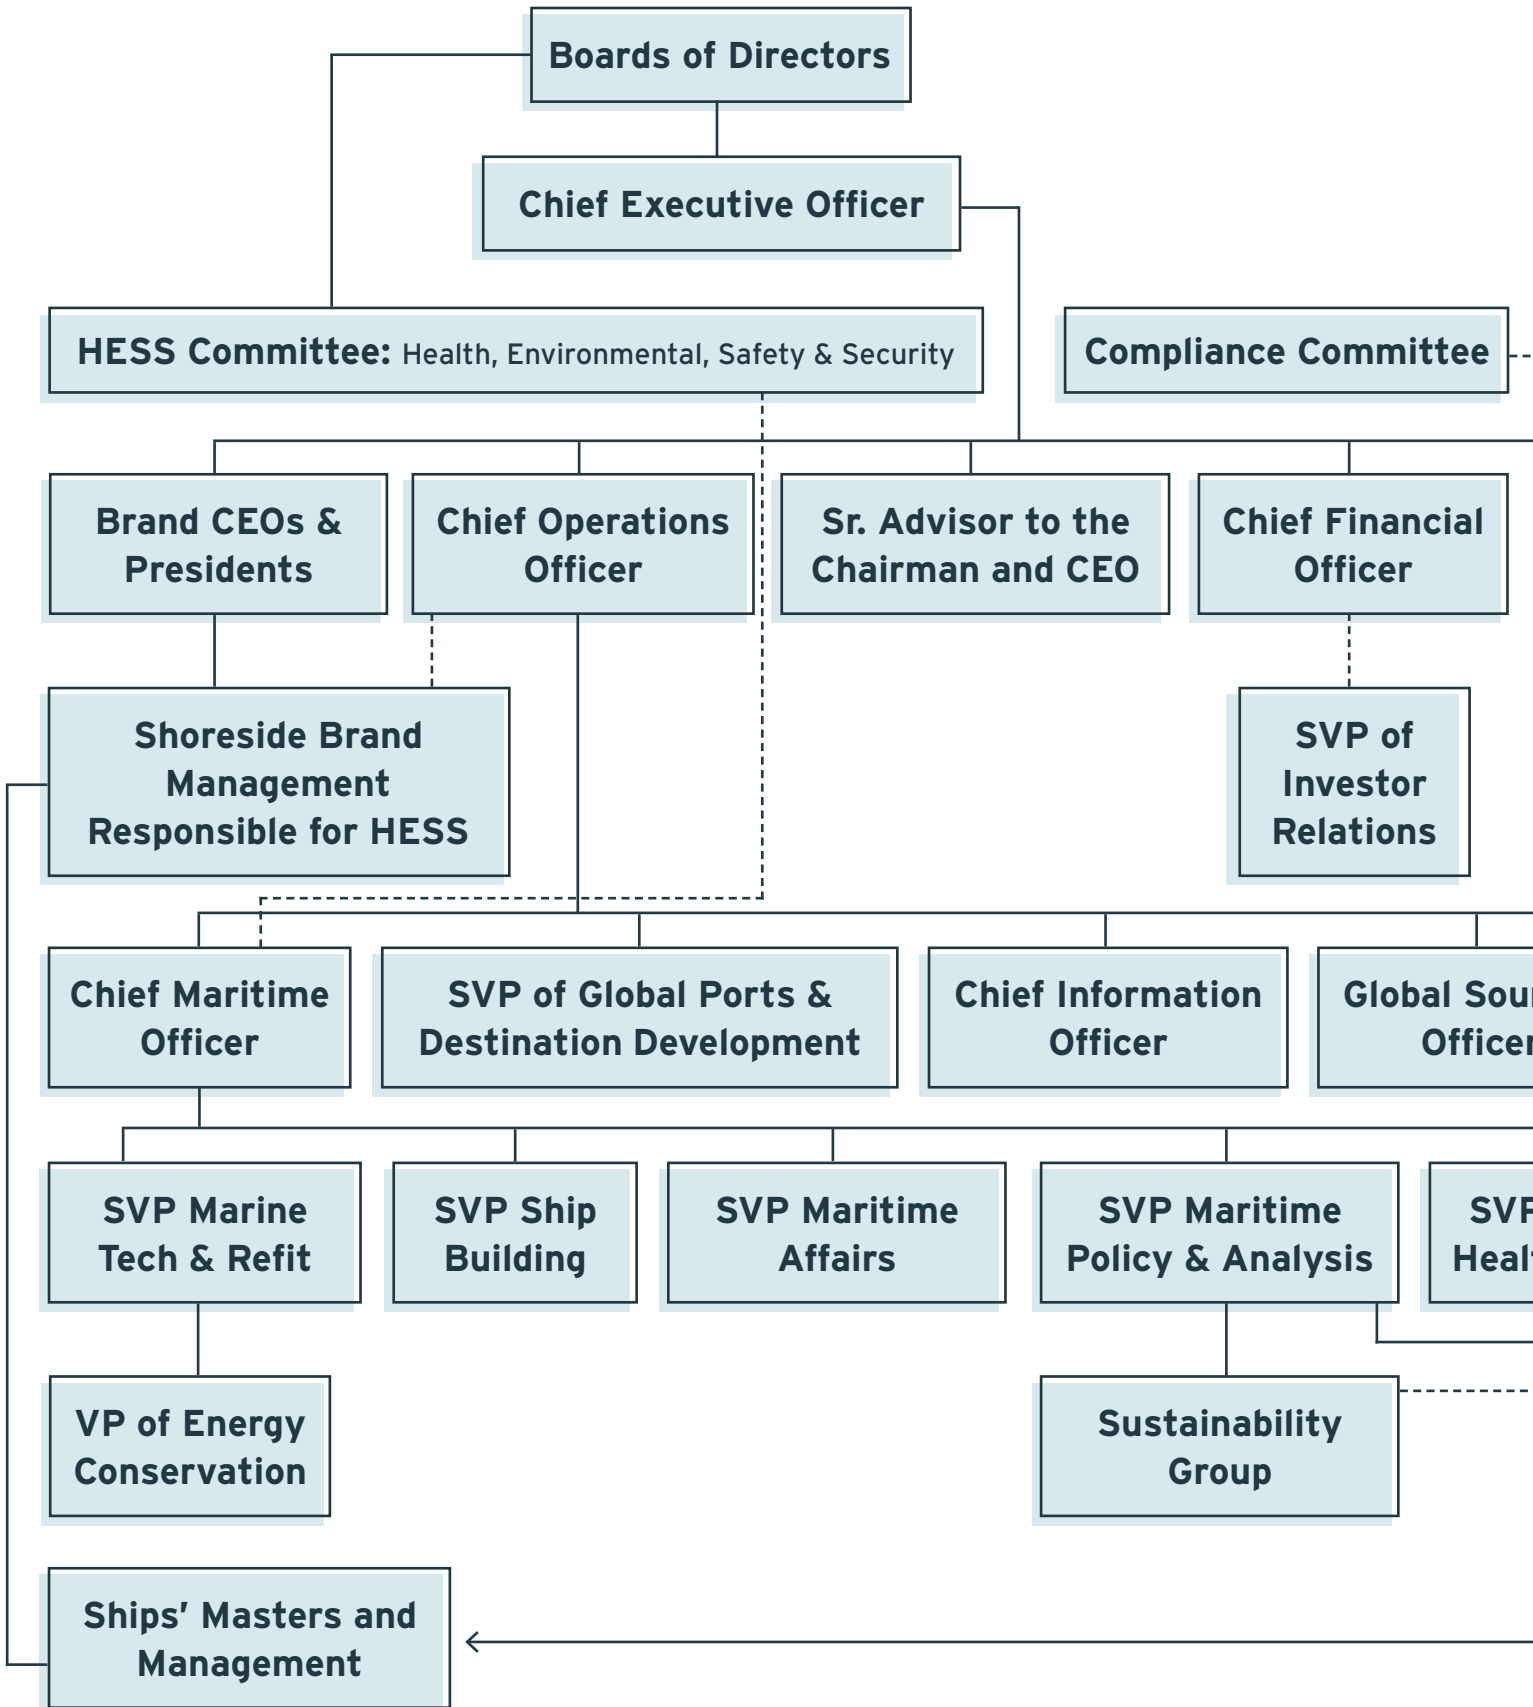 Boards of Directors
Chief Executive Officer
HESS Committee: Health, Environmental, Safety & Security
Compliance Committee
Brand CEOs &
Presidents
Chief Operations
Officer
Sr. Advisor to the
Chairman and CEO
Chief Financial
Officer
Shoreside Brand
Management
Responsible for HESS
SVP of
Investor
Relations
Chief Maritime
Officer
SVP of Global Ports &
Destination Development
Chief Information
Officer
Global
Officer
SVP Marine
Tech & Refit
SVP Ship
Building
SVP Maritime
Affairs
SVP Maritime
Policy & Analysis
SVP
VP of Energy
Conservation
Sustainability
Group
Ships’ Masters and
Management